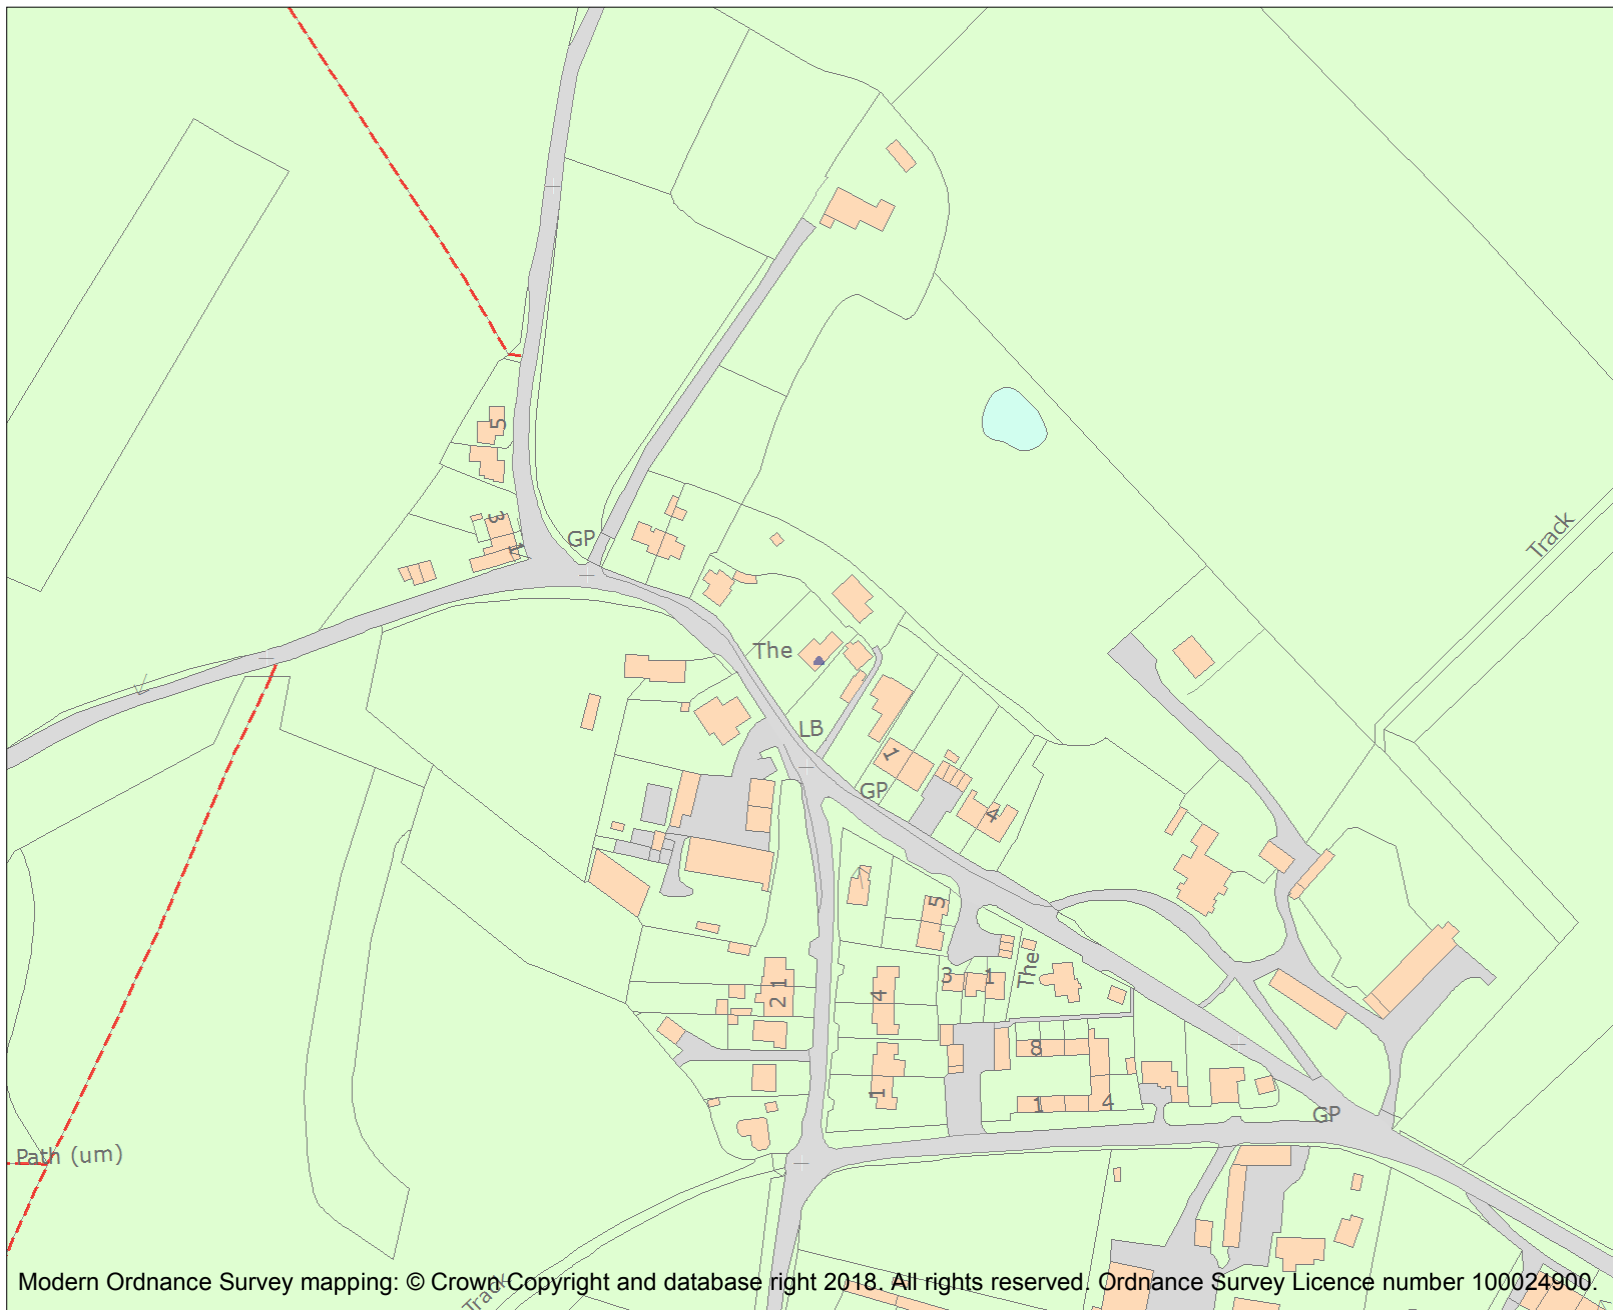 5
3
1
GP
Track
The
LB
1
GP
4
7
5
3
1
The
1
2
4
8
1
1
4
GP
Path (um)
Track
Modern Ordnance Survey mapping: © Crown Copyright and database right 2018. All rights reserved. Ordnance Survey Licence number 100024900.